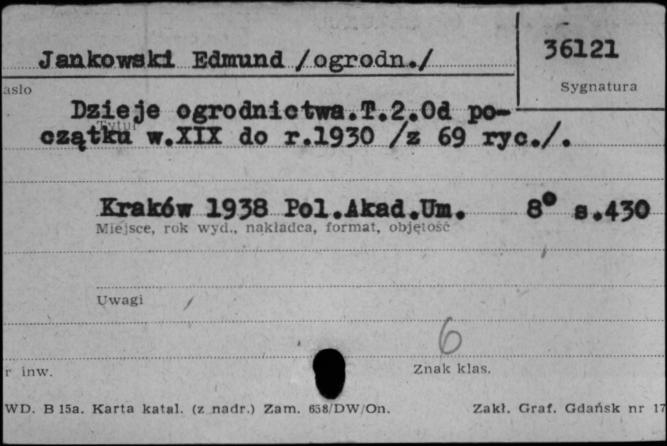 Jankowski Edmund /ogrodn./
36121
asło
Sygnatura
Dzieje ogrodnictwa.T.2.Od po-
Tytuł
czątku w.XIX do r.1930 /z 69 ryc./.
Kraków 1938 Pol.Akad.Um. 8° s.430
Miejsce, rok wyd., nakładca, format, objętość
Uwagi
6
r inw.
Znak klas.
WD. B 15a. Karta katal. (z nadr.) Zam. 658/DW/On. Zakł. Graf. Gdańsk nr 17